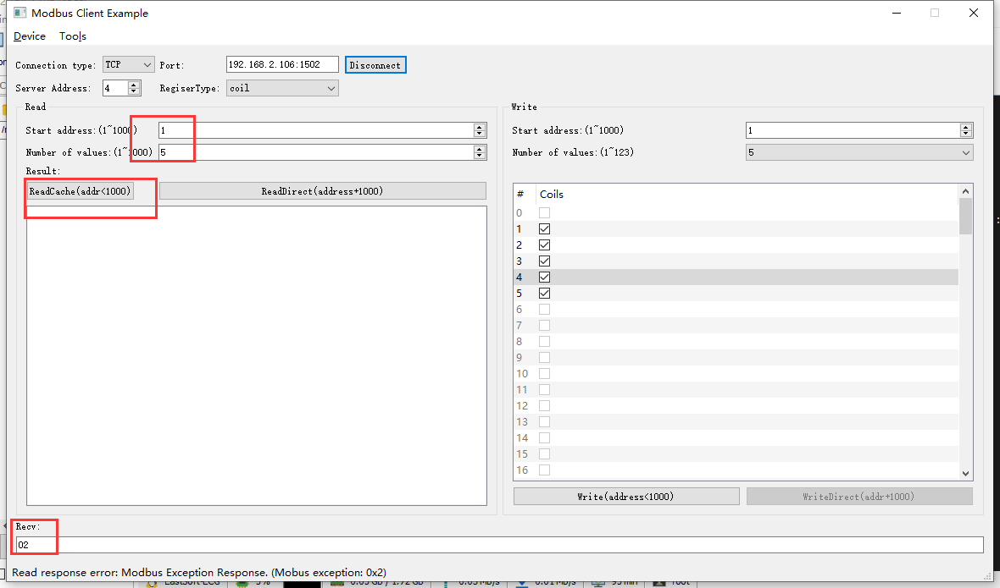 Modbus Client Example
Device Tools
Connection type: TCP Port: 192.168.2.106:1502 Disconnect
Server Address: 4 RegiserType: coil
Read
Start address:(1~1000) 1
Number of values:(1~1000) 5
Result:
ReadCache(addr<1000) ReadDirect(address+1000)
Write
Start address:(1~1000) 1
Number of values:(1~123) 5
# Coils
0
1
2
3
4
5
6
7
8
9
10
11
12
13
14
15
16
Write(address<1000) WriteDirect(addr+1000)
Recv:
02
Read response error: Modbus Exception Response. (Mobus exception: 0x2)